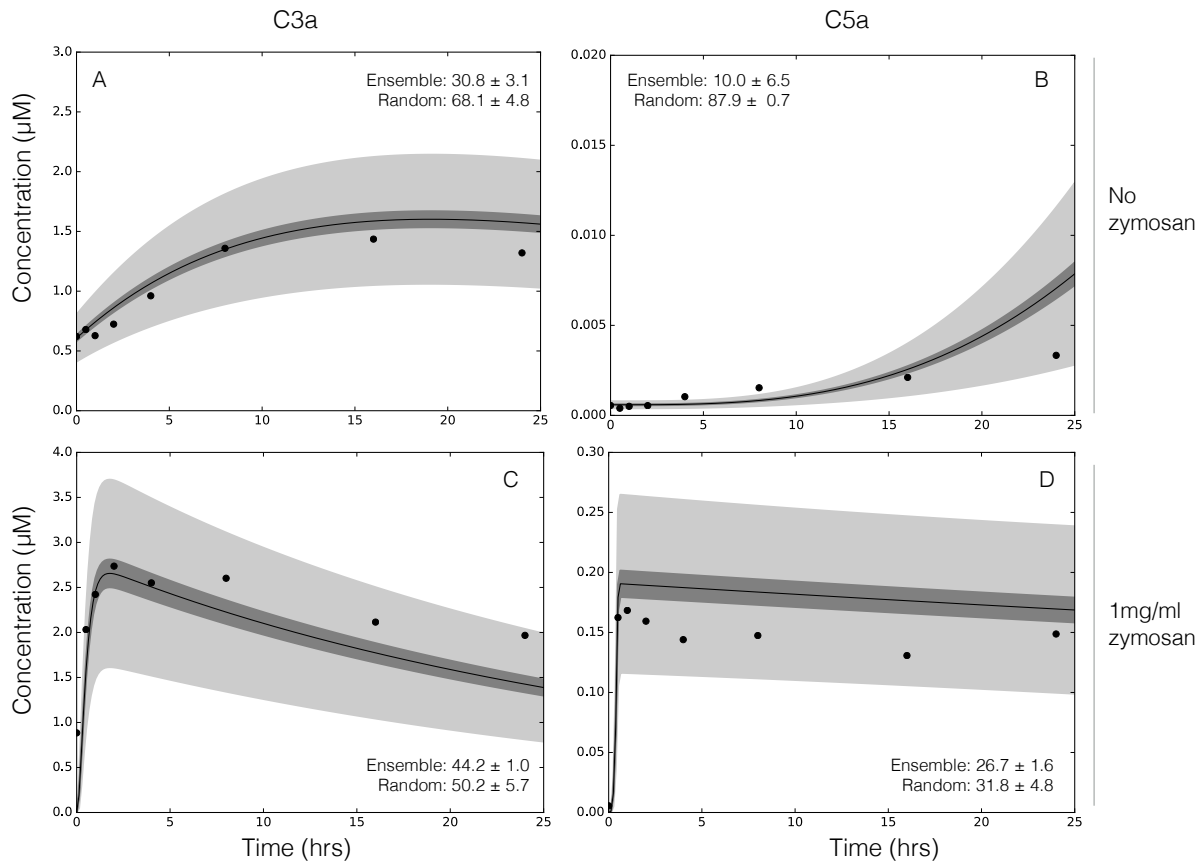 C3a
C5a
3.0
2.5
2.0
1.5
1.0
0.5
0.0
0
5
10
15
20
25
A
Ensemble: 30.8 ± 3.1
Random: 68.1 ± 4.8
Concentration (µM)
0.020
0.015
0.010
0.005
0.000
0
5
10
15
20
25
Ensemble: 10.0 ± 6.5
Random: 87.9 ± 0.7
B
No
zymosan
4.0
3.5
3.0
2.5
2.0
1.5
1.0
0.5
0.0
0
5
10
15
20
25
C
Ensemble: 44.2 ± 1.0
Random: 50.2 ± 5.7
Concentration (µM)
Time (hrs)
0.30
0.25
0.20
0.15
0.10
0.05
0.00
0
5
10
15
20
25
D
Ensemble: 26.7 ± 1.6
Random: 31.8 ± 4.8
Time (hrs)
1mg/ml
zymosan